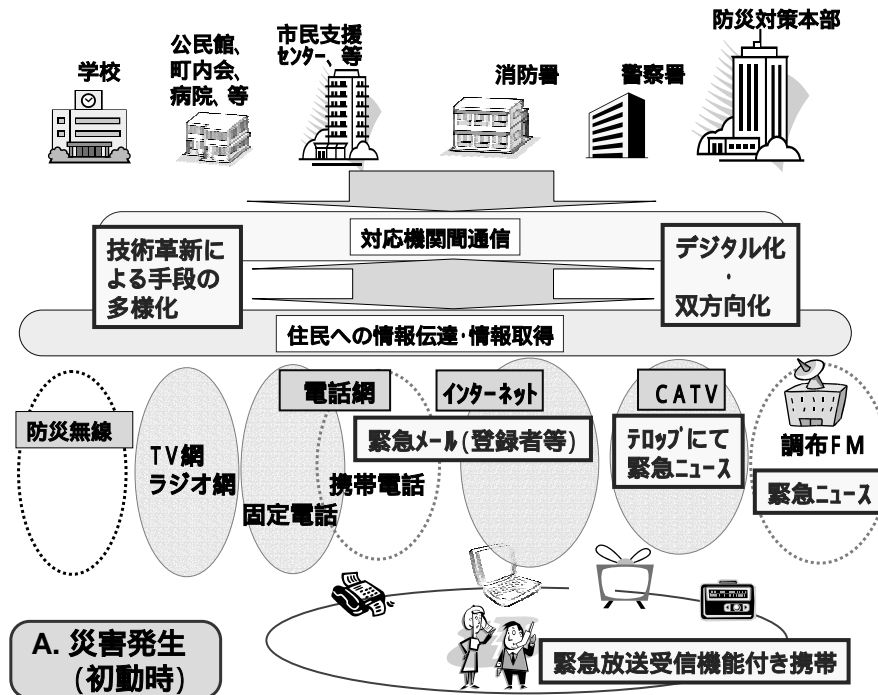 防災対策本部
市民支援
センター、等
公民館、
町内会、
病院、等
学校
消防署
警察署
対応機関間通信
技術革新に
よる手段の
多様化
デジタル化
・
双方向化
住民への情報伝達・情報取得
電話網
インターネット
CATV
防災無線
緊急メール(登録者等)
テロップにて
緊急ニュース
調布FM
TV網
ラジオ網
携帯電話
緊急ニュース
固定電話
A. 災害発生
(初動時)
緊急放送受信機能付き携帯